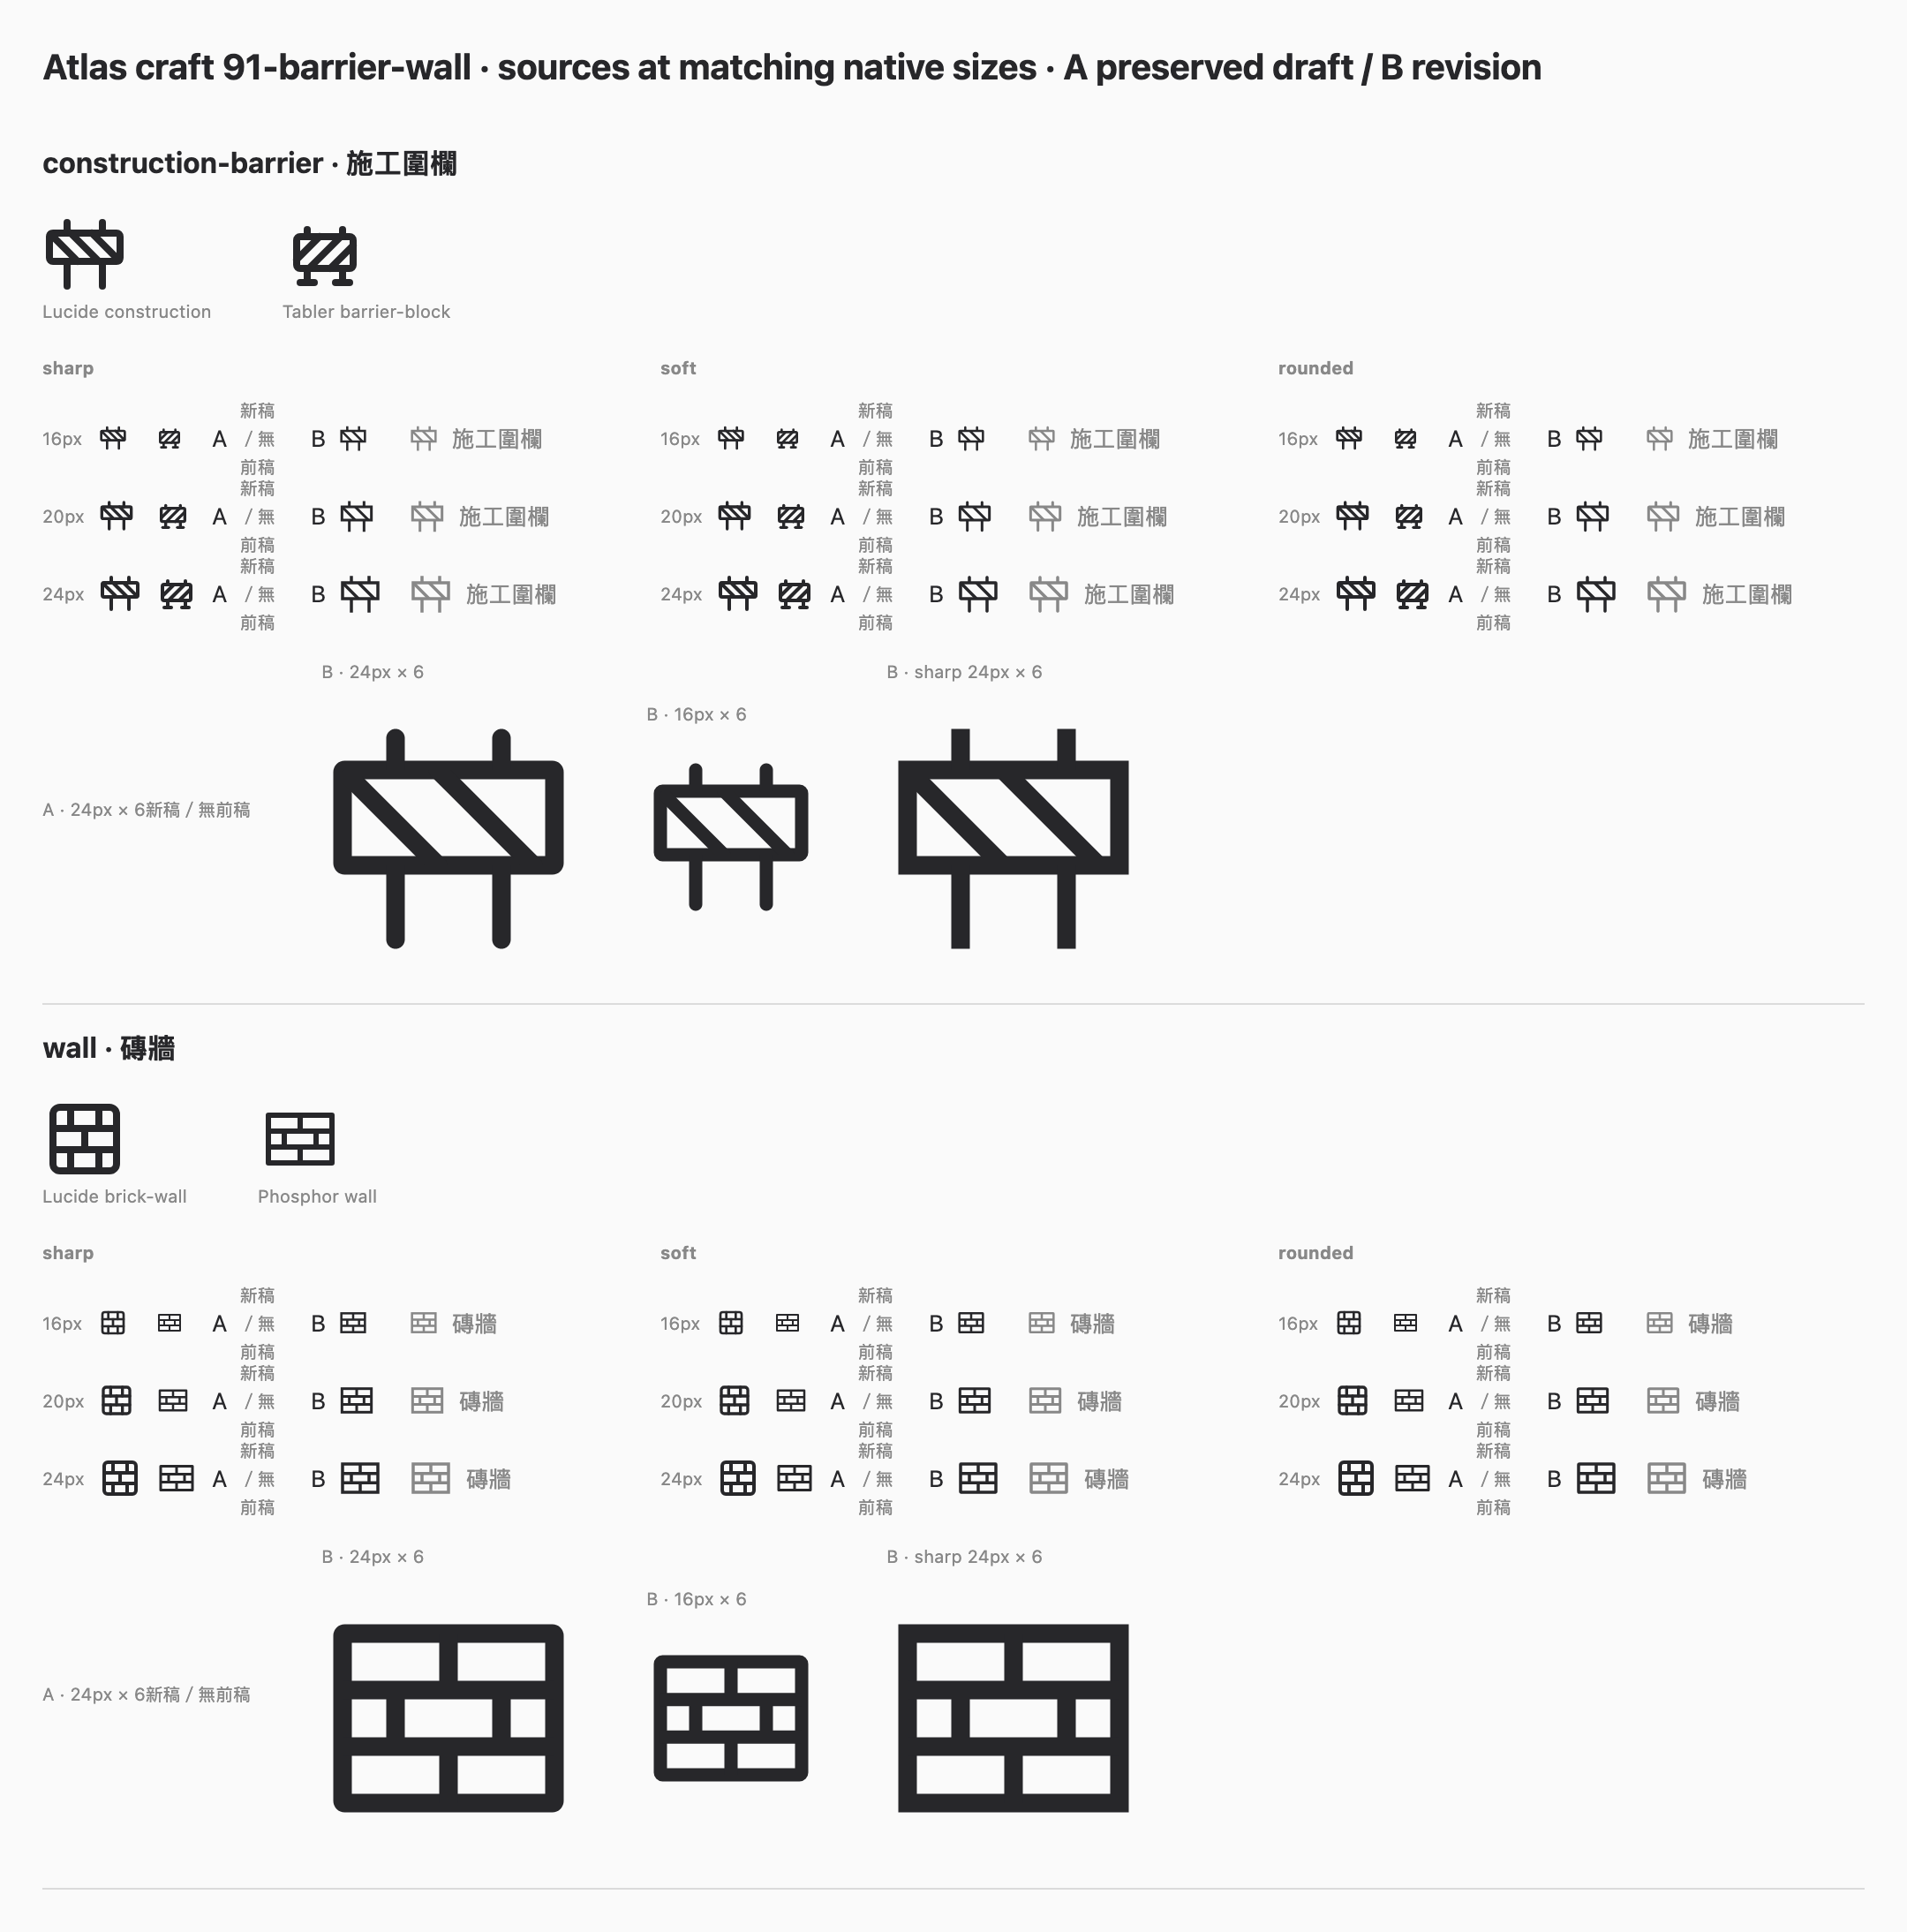 Atlas craft 91-barrier-wall · sources at matching native sizes · A preserved draft / B revision
construction-barrier · 施工圍欄
Lucide construction
Tabler barrier-block
sharp
soft
rounded
16px A 新稿 / 無前稿 B 施工圍欄
16px A 新稿 / 無前稿 B 施工圍欄
16px A 新稿 / 無前稿 B 施工圍欄
20px A 新稿 / 無前稿 B 施工圍欄
20px A 新稿 / 無前稿 B 施工圍欄
20px A 新稿 / 無前稿 B 施工圍欄
24px A 新稿 / 無前稿 B 施工圍欄
24px A 新稿 / 無前稿 B 施工圍欄
24px A 新稿 / 無前稿 B 施工圍欄
B · 24px × 6
B · sharp 24px × 6
B · 16px × 6
A · 24px × 6新稿 / 無前稿
wall · 磚牆
Lucide brick-wall
Phosphor wall
sharp
soft
rounded
16px A 新稿 / 無前稿 B 磚牆
16px A 新稿 / 無前稿 B 磚牆
16px A 新稿 / 無前稿 B 磚牆
20px A 新稿 / 無前稿 B 磚牆
20px A 新稿 / 無前稿 B 磚牆
20px A 新稿 / 無前稿 B 磚牆
24px A 新稿 / 無前稿 B 磚牆
24px A 新稿 / 無前稿 B 磚牆
24px A 新稿 / 無前稿 B 磚牆
B · 24px × 6
B · sharp 24px × 6
B · 16px × 6
A · 24px × 6新稿 / 無前稿